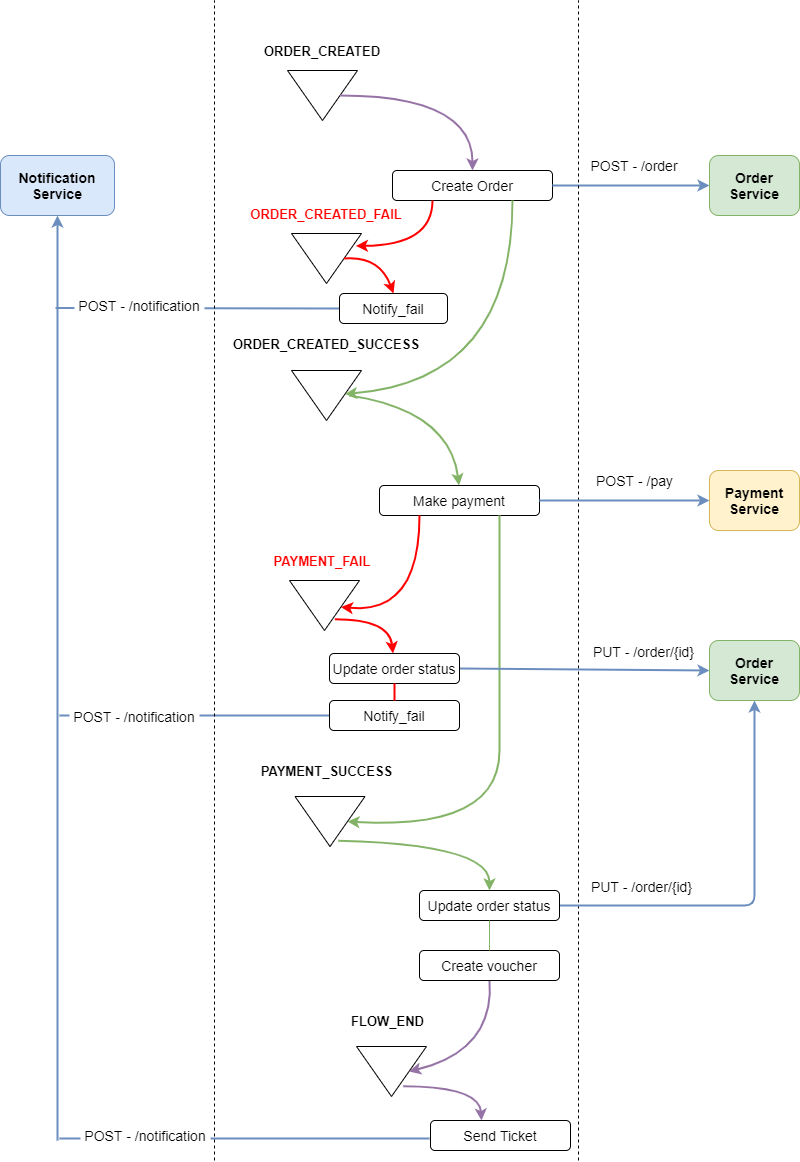 ORDER_CREATED
POST - /order
Notification
Service
Create Order
Order
Service
ORDER_CREATED_FAIL
POST - /notification
Notify_fail
ORDER_CREATED_SUCCESS
POST - /pay
Make payment
Payment
Service
PAYMENT_FAIL
PUT - /order/{id}
Update order status
Order
Service
POST - /notification
Notify_fail
PAYMENT_SUCCESS
PUT - /order/{id}
Update order status
Create voucher
FLOW_END
POST - /notification
Send Ticket